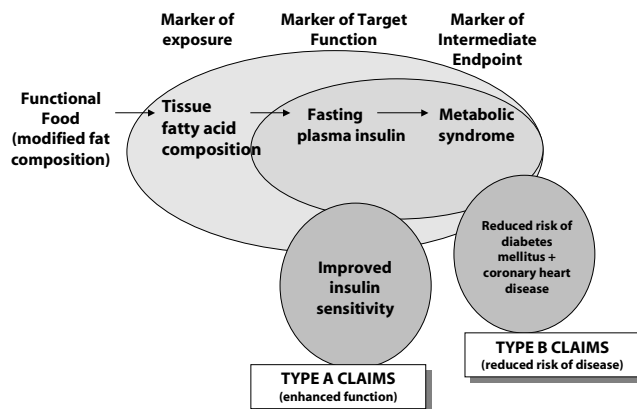 Marker of
exposure
Marker of Target
Function
Marker of
Intermediate
Endpoint
Functional
Food
(modified fat
composition)
Tissue
fatty acid
composition
Fasting
plasma insulin
Metabolic
syndrome
Improved
insulin
sensitivity
Reduced risk of
diabetes
mellitus +
coronary heart
disease
TYPE A CLAIMS
(enhanced function)
TYPE B CLAIMS
(reduced risk of disease)